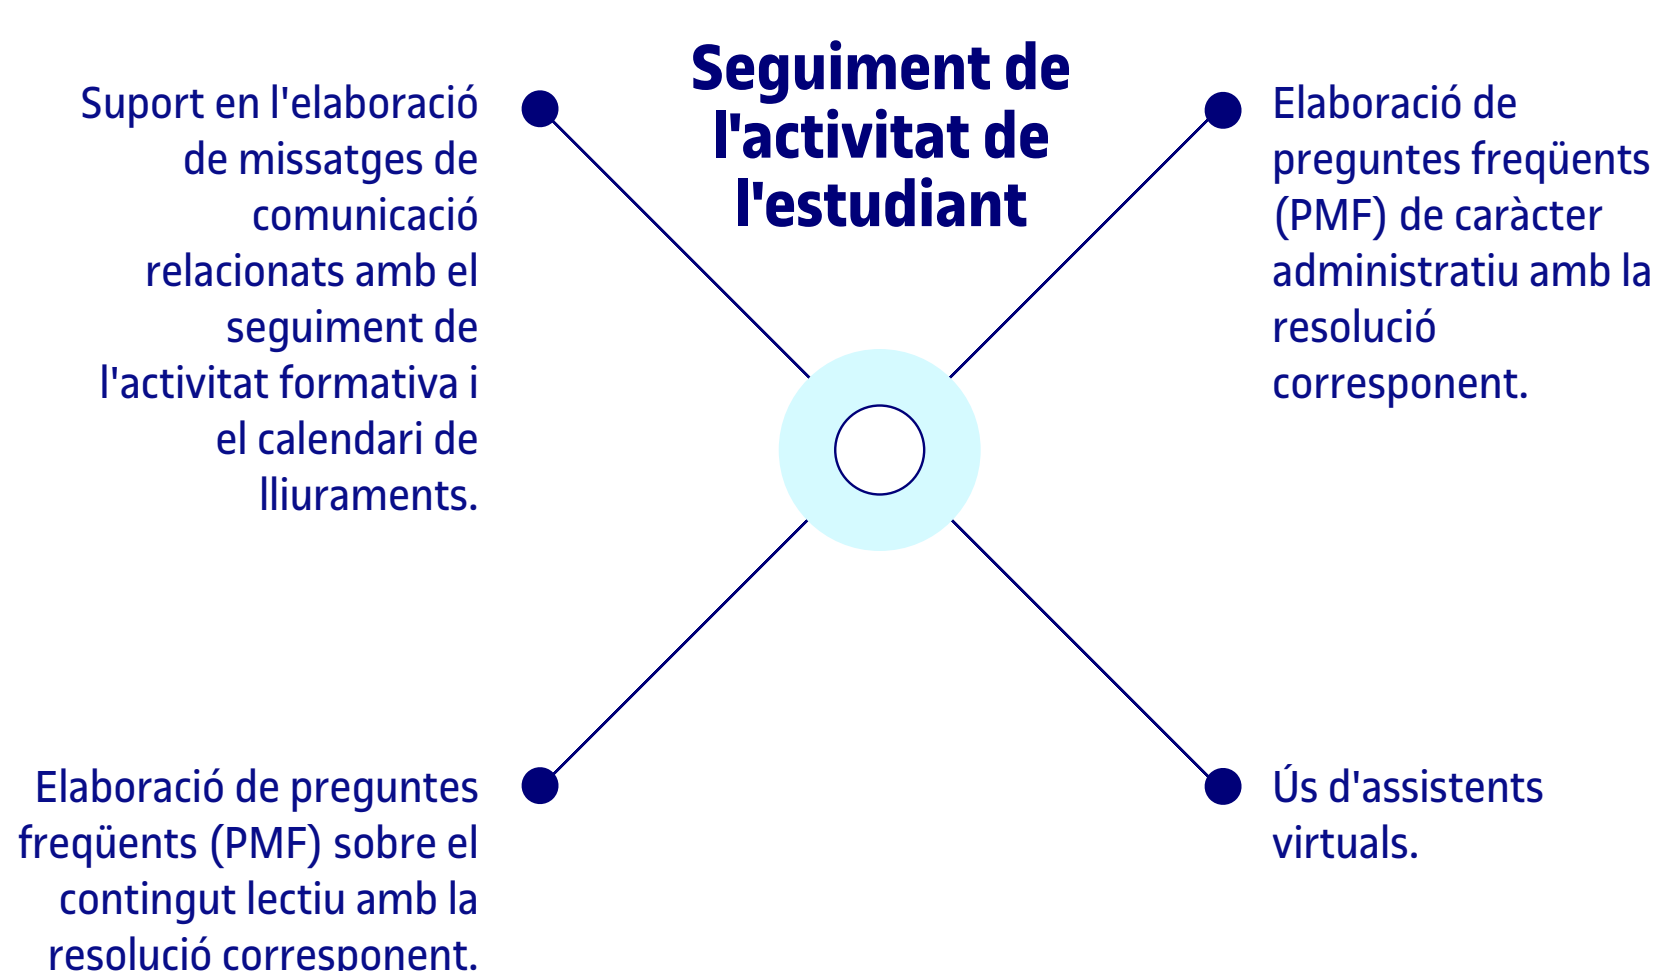 Seguiment de
l'activitat de
l'estudiant
Suport en l'elaboració
de missatges de
comunicació
relacionats amb el
seguiment de
l'activitat formativa i
el calendari de
lliuraments.
Elaboració de
preguntes freqüents
(PMF) de caràcter
administratiu amb la
resolució
corresponent.
Elaboració de preguntes
freqüents (PMF) sobre el
contingut lectiu amb la
resolució corresponent.
Ús d'assistents
virtuals.